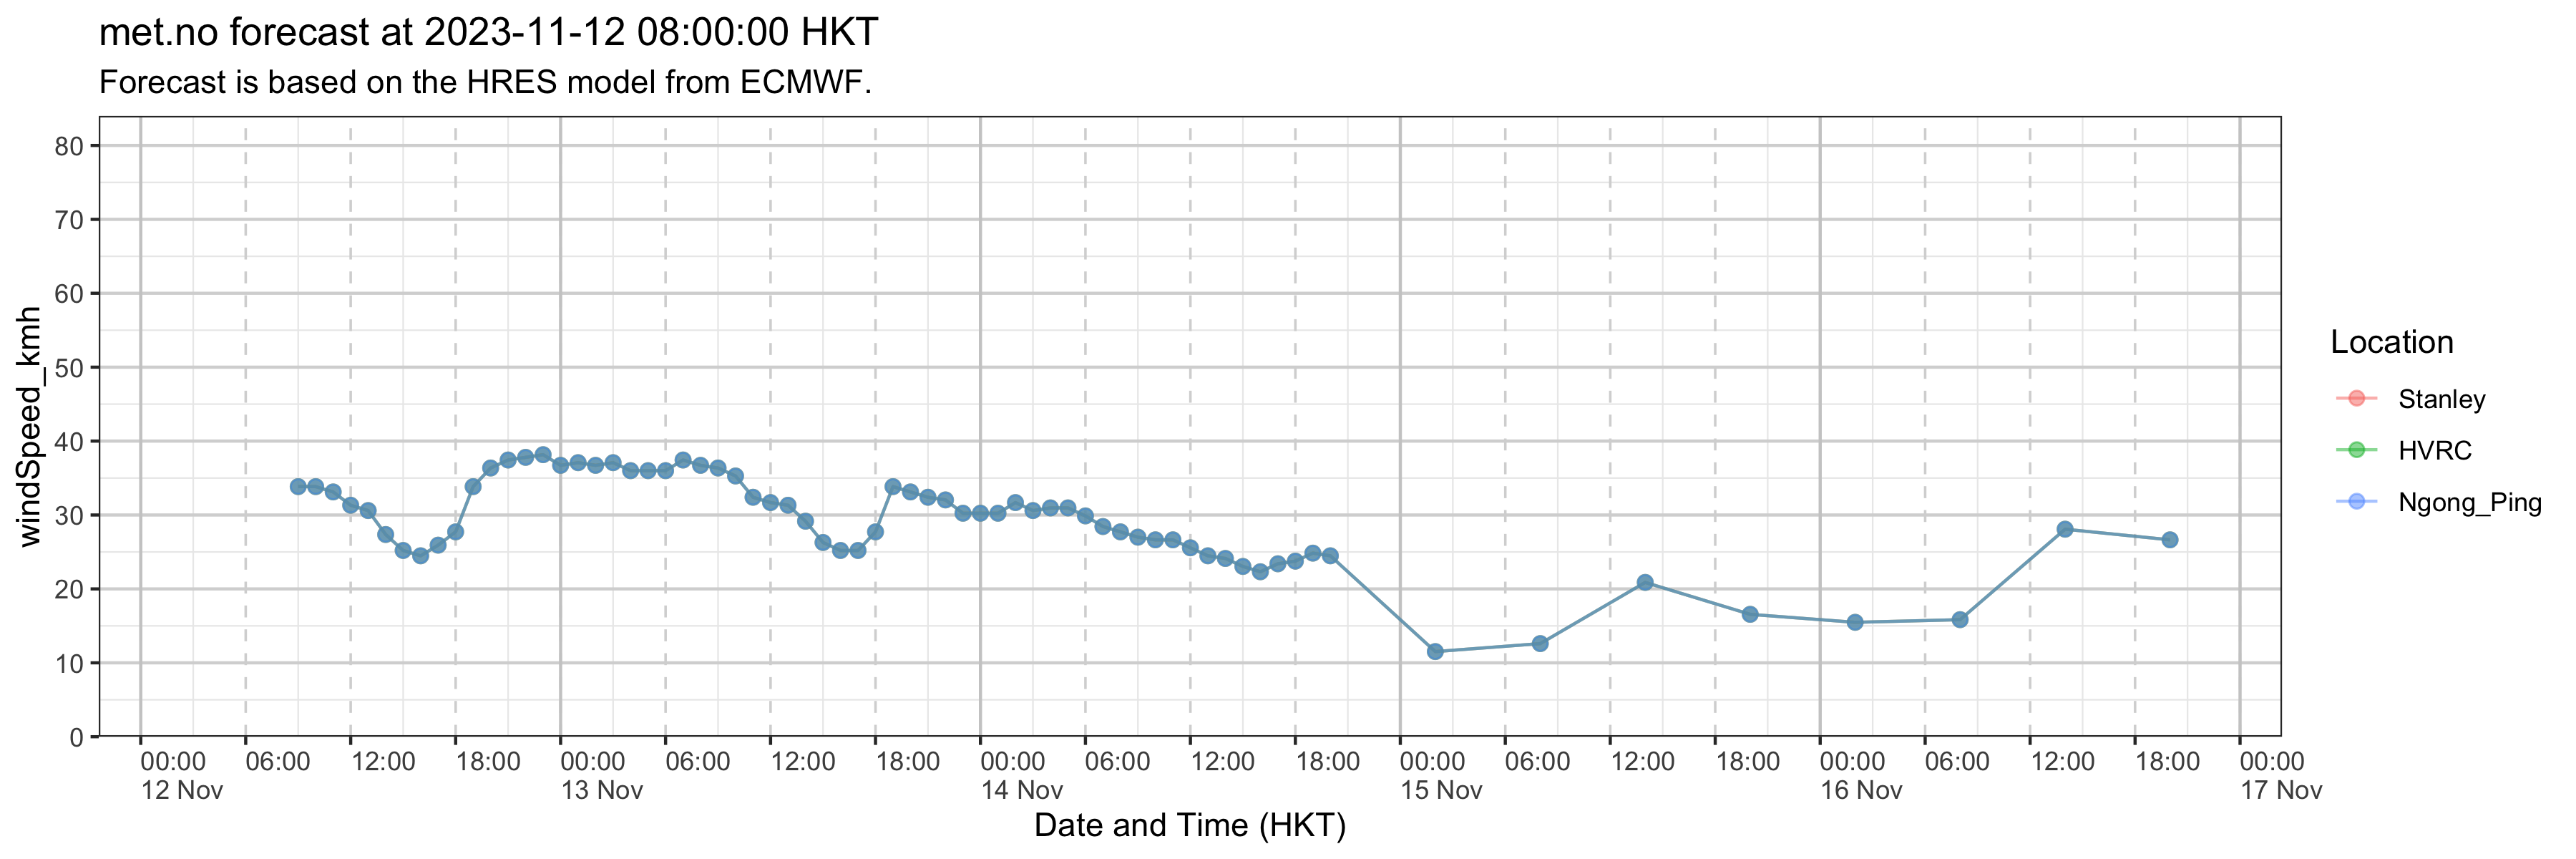 met.no forecast at 2023-11-12 08:00:00 HKT
Forecast is based on the HRES model from ECMWF.
windSpeed_kmh
80
70
60
50
40
30
20
10
0
00:00 06:00 12:00 18:00 00:00 06:00 12:00 18:00 00:00 06:00 12:00 18:00 00:00 06:00 12:00 18:00 00:00 06:00 12:00 18:00 00:00
12 Nov 13 Nov 14 Nov 15 Nov 16 Nov 17 Nov
Date and Time (HKT)
Location
Stanley
HVRC
Ngong_Ping